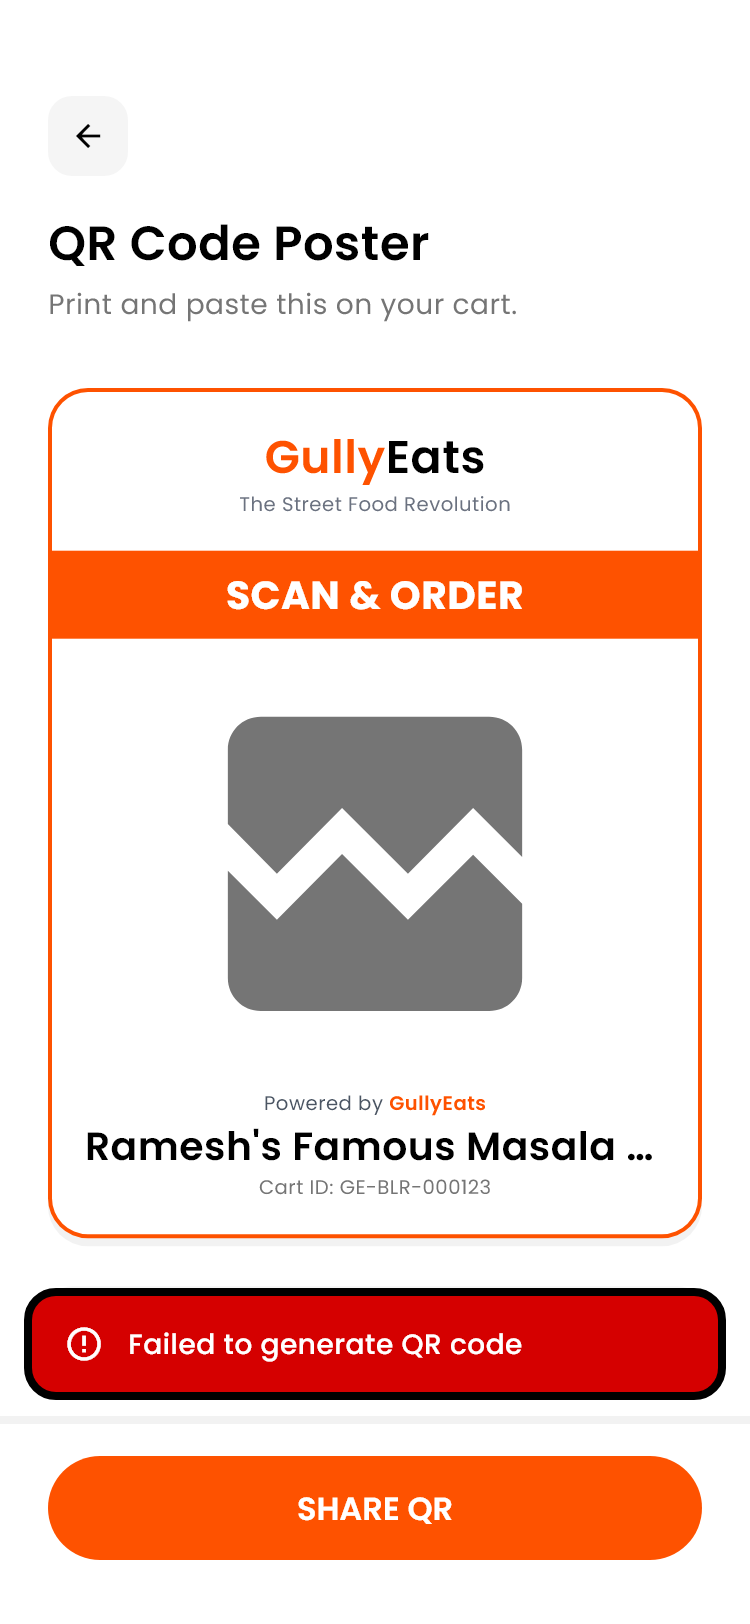 QR Code Poster
Print and paste this on your cart.
GullyEats
The Street Food Revolution
SCAN & ORDER
Powered by GullyEats
Ramesh's Famous Masala ...
Cart ID: GE-BLR-000123
Failed to generate QR code
SHARE QR